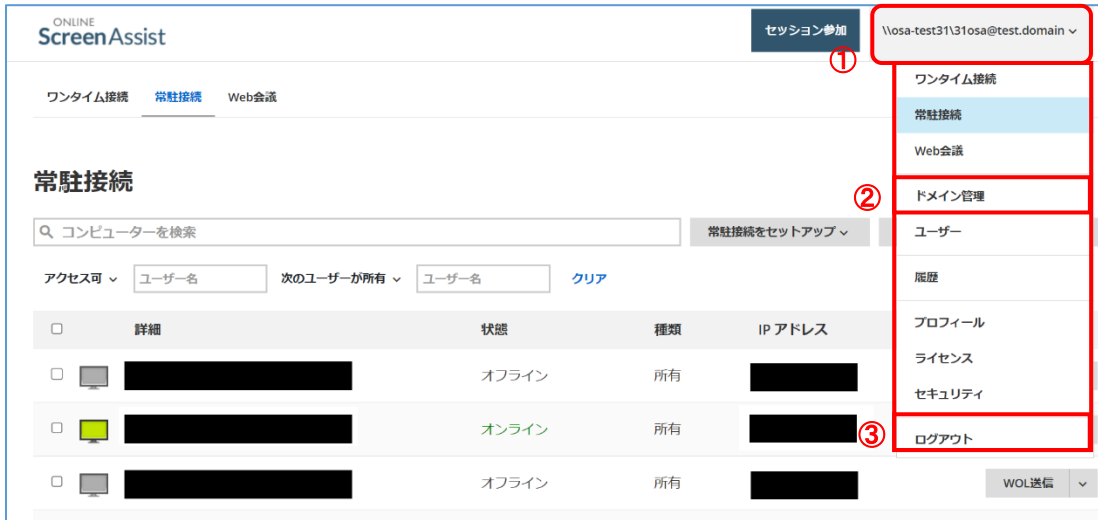 ONLINE
ScreenAssist
セッション参加
\\osa-test31\31osa@test.domain
①
ワンタイム接続 常駐接続 Web会議
ワンタイム接続
常駐接続
Web会議
②
ドメイン管理
ユーザー
履歴
プロフィール
ライセンス
セキュリティ
③
ログアウト
常駐接続
コンピューターを検索
常駐接続をセットアップ
アクセス可 ユーザー名 次のユーザーが所有 ユーザー名 クリア
詳細 状態 種類 IP アドレス
オフライン 所有
オンライン 所有
オフライン 所有 WOL送信